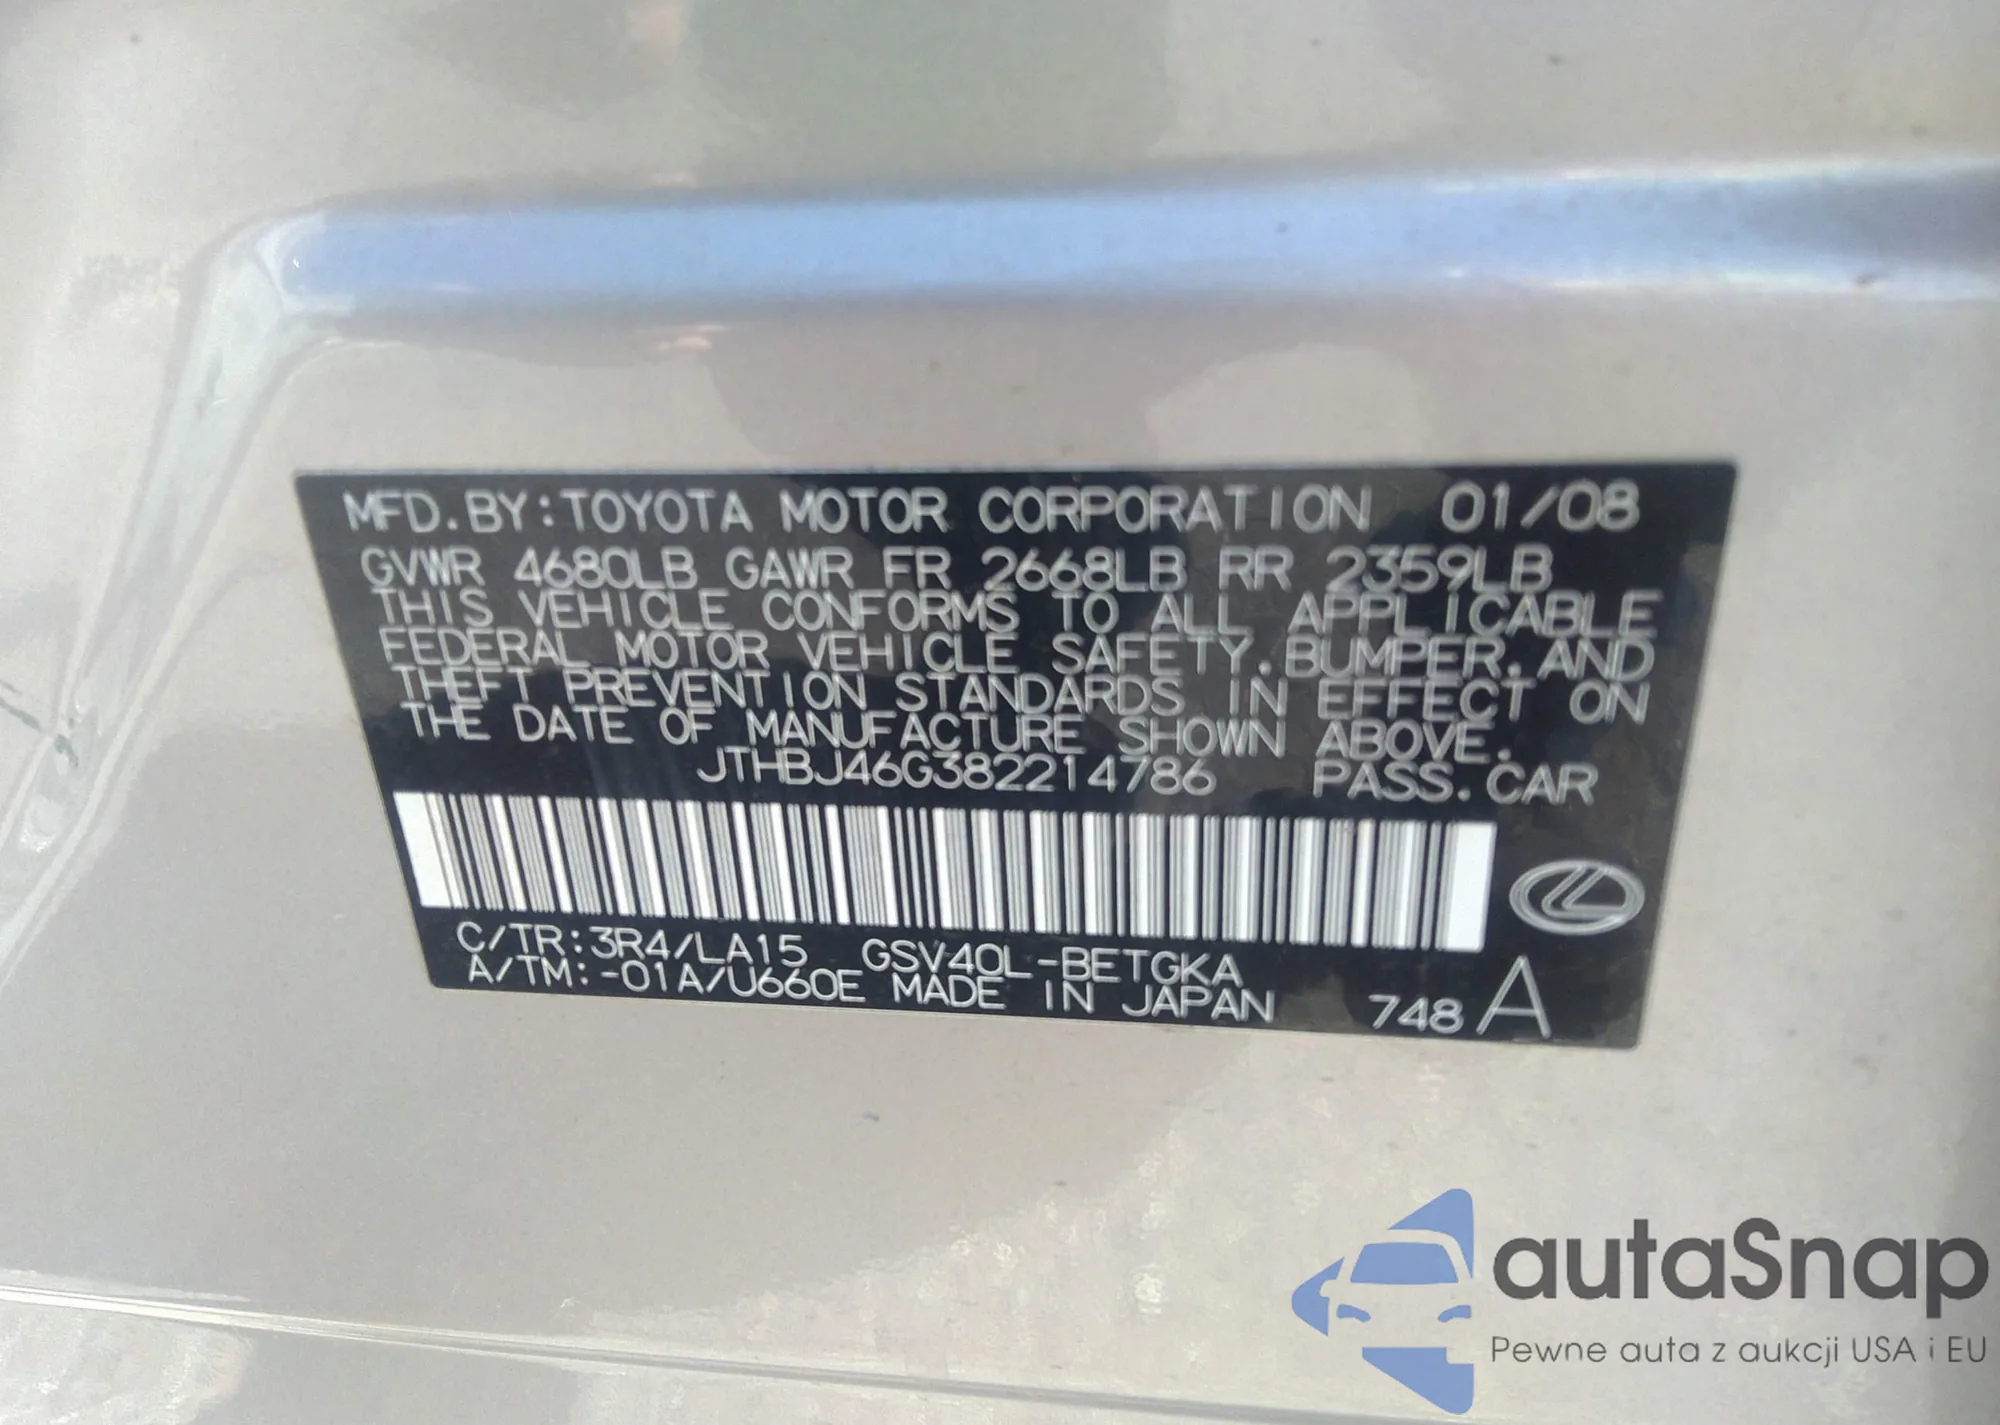 MFD. BY: TOYOTA MOTOR CORPORATION 01/08
GVWR 4680LB GAWR FR 2668LB RR 2359LB
THIS VEHICLE CONFORMS TO ALL APPLICABLE
FEDERAL MOTOR VEHICLE SAFETY, BUMPER, AND
THEFT PREVENTION STANDARDS IN EFFECT ON
THE DATE OF MANUFACTURE SHOWN ABOVE.
JTHBJ46G382214786 PASS. CAR
C/TR: 3R4/LA15 GSV40L-BETGKA
A/TM: -01A/U660E MADE IN JAPAN 748 A
autaSnap
Pewne auta z aukcji USA i EU